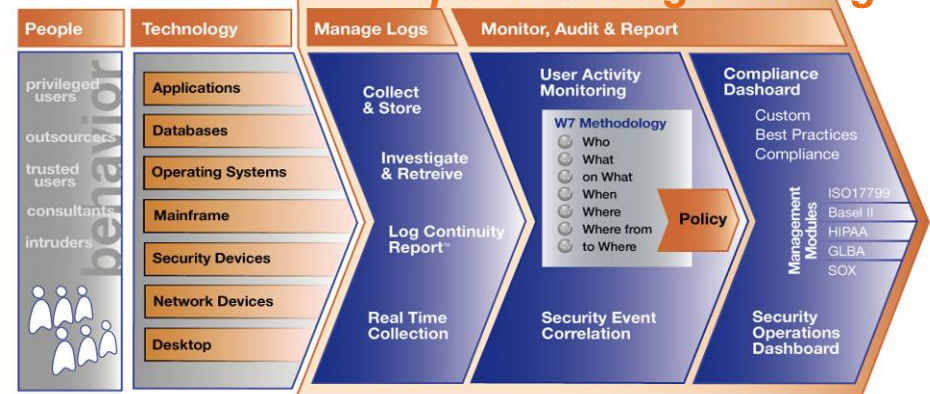 People
Technology
Manage Logs
Monitor, Audit & Report
behavior
privileged
users
outsourcers
trusted
users
consultants
intruders
Applications
Databases
Operating Systems
Mainframe
Security Devices
Network Devices
Desktop
Collect
& Store
Investigate
& Retreive
Log Continuity
Report™
Real Time
Collection
User Activity
Monitoring
W7 Methodology
Who
What
on What
When
Where
Where from
to Where
Policy
Security Event
Correlation
Compliance
Dashoard
Custom
Best Practices
Compliance
Management
Modules
ISO17799
Basel II
HIPAA
GLBA
SOX
Security
Operations
Dashboard